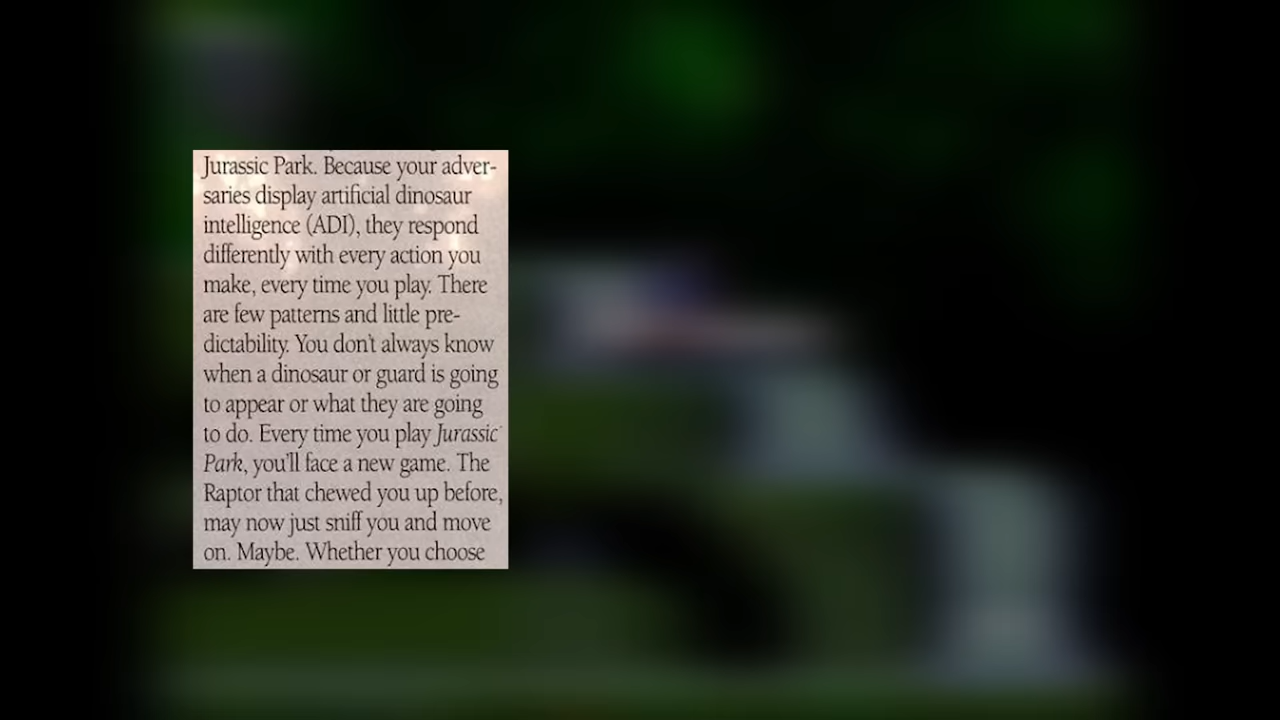 Jurassic Park. Because your adver-
saries display artificial dinosaur
intelligence (ADI), they respond
differently with every action you
make, every time you play. There
are few patterns and little pre-
dictability. You don't always know
when a dinosaur or guard is going
to appear or what they are going
to do. Every time you play Jurassic
Park, you'll face a new game. The
Raptor that chewed you up before,
may now just sniff you and move
on. Maybe. Whether you choose